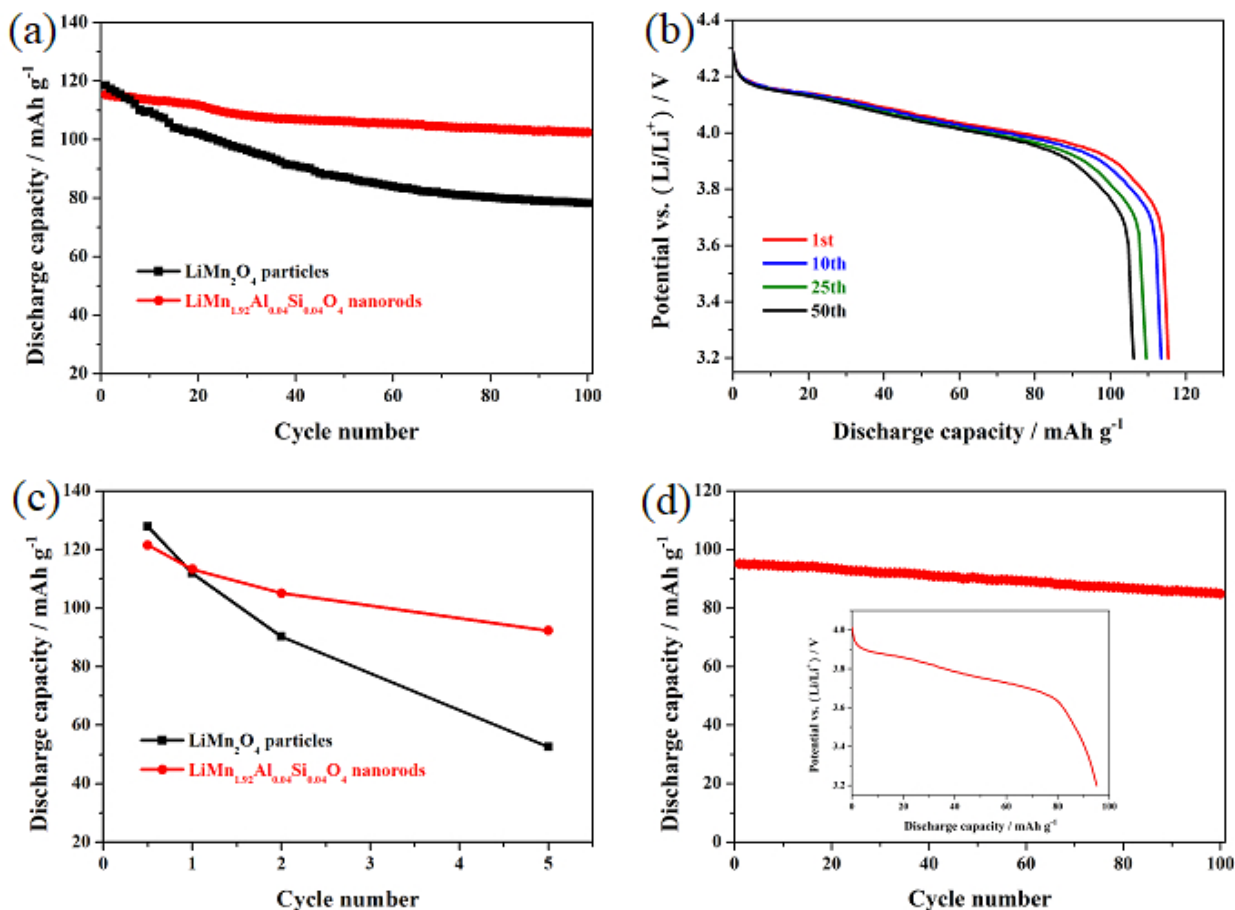 (a)
Discharge capacity / mAh g⁻¹
140
120
100
80
60
40
20
LiMn₂O₄ particles
LiMn₁.₉₂Al₀.₀₄Si₀.₀₄O₄ nanorods
0 20 40 60 80 100
Cycle number
(b)
Potential vs. (Li/Li⁺) / V
4.4
4.2
4.0
3.8
3.6
3.4
3.2
1st
10th
25th
50th
0 20 40 60 80 100 120
Discharge capacity / mAh g⁻¹
(c)
Discharge capacity / mAh g⁻¹
140
120
100
80
60
40
20
LiMn₂O₄ particles
LiMn₁.₉₂Al₀.₀₄Si₀.₀₄O₄ nanorods
0 1 2 3 4 5
Cycle number
(d)
Discharge capacity / mAh g⁻¹
120
100
80
60
40
20
0
Potential vs. (Li/Li⁺) / V
4.0
3.8
3.6
3.4
3.2
0 20 40 60 80 100
Discharge capacity / mAh g⁻¹
0 20 40 60 80 100
Cycle number